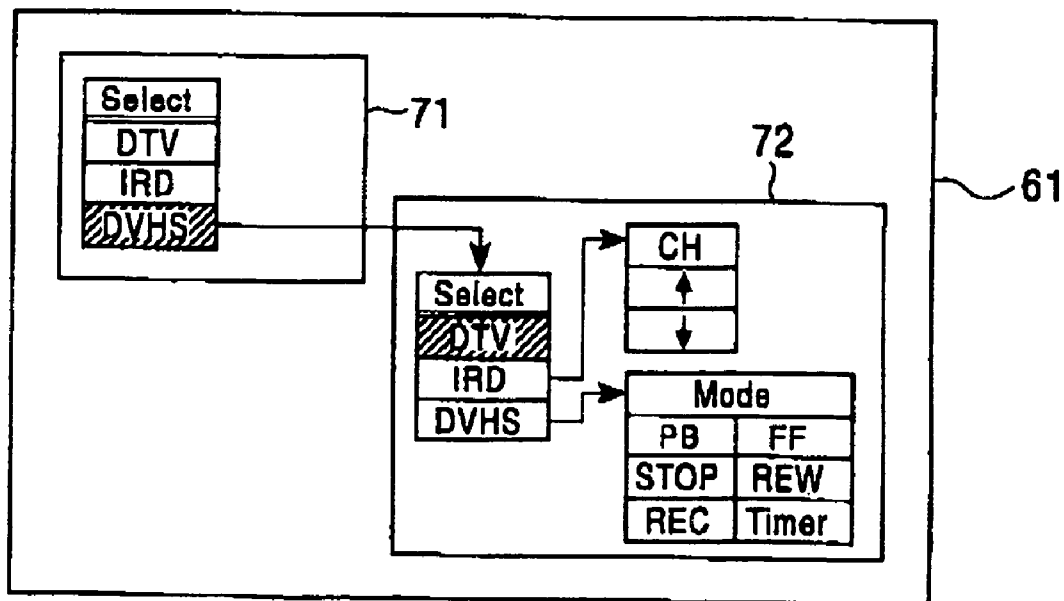 Select
DTV
IRD
DVHS
71
72
61
Select
DTV
IRD
DVHS
CH
Mode
PB FF
STOP REW
REC Timer